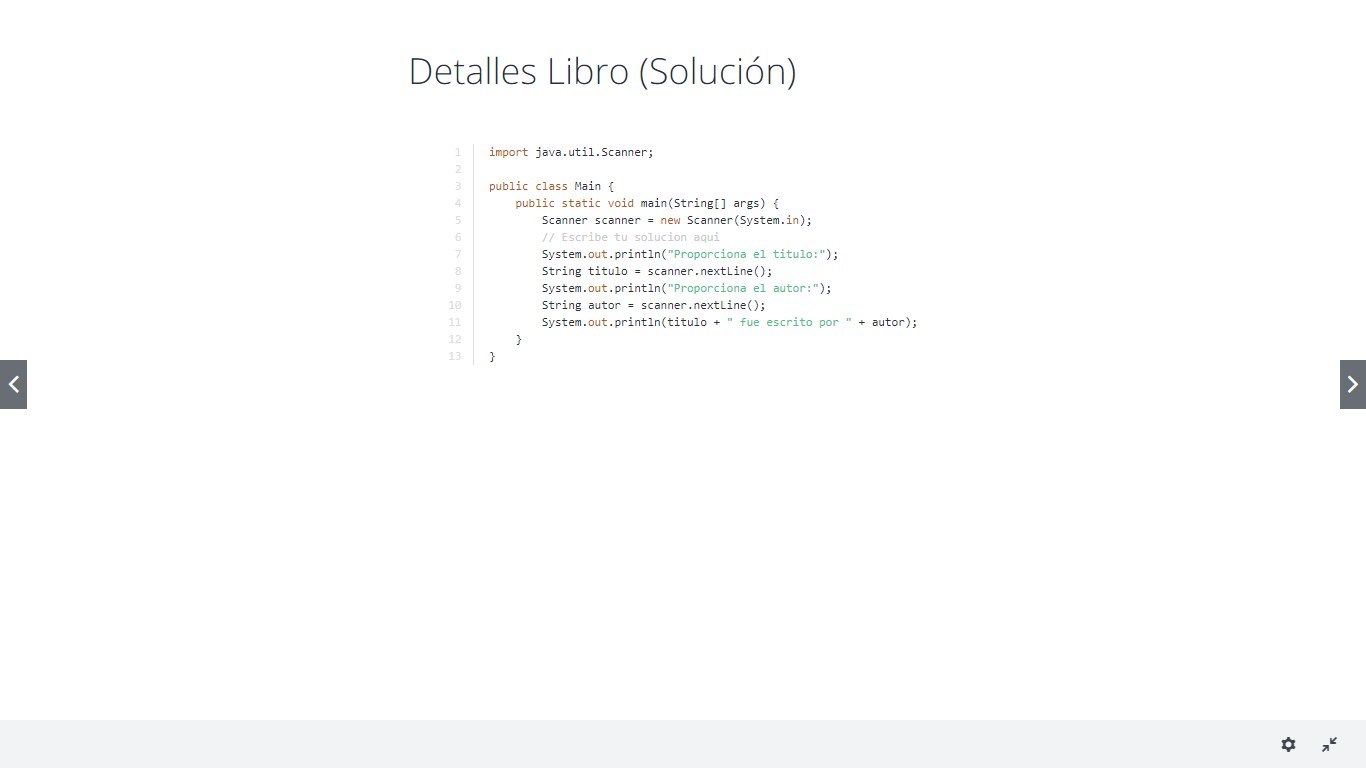 Detalles Libro (Solución)
1 import java.util.Scanner;
2
3 public class Main {
4     public static void main(String[] args) {
5         Scanner scanner = new Scanner(System.in);
6         // Escribe tu solucion aqui
7         System.out.println("Proporciona el titulo:");
8         String titulo = scanner.nextLine();
9         System.out.println("Proporciona el autor:");
10         String autor = scanner.nextLine();
11         System.out.println(titulo + " fue escrito por " + autor);
12     }
13 }